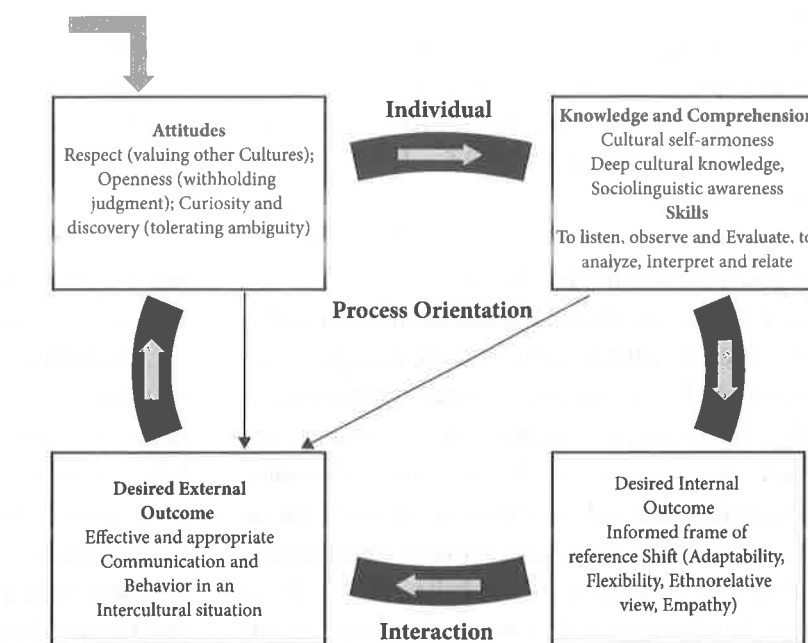 Individual
Attitudes
Respect (valuing other Cultures);
Openness (withholding
judgment); Curiosity and
discovery (tolerating ambiguity)
Knowledge and Comprehension
Cultural self-armoness
Deep cultural knowledge,
Sociolinguistic awareness
Skills
To listen, observe and Evaluate, to
analyze, Interpret and relate
Process Orientation
Desired External
Outcome
Effective and appropriate
Communication and
Behavior in an
Intercultural situation
Desired Internal
Outcome
Informed frame of
reference Shift (Adaptability,
Flexibility, Ethnorelative
view, Empathy)
Interaction